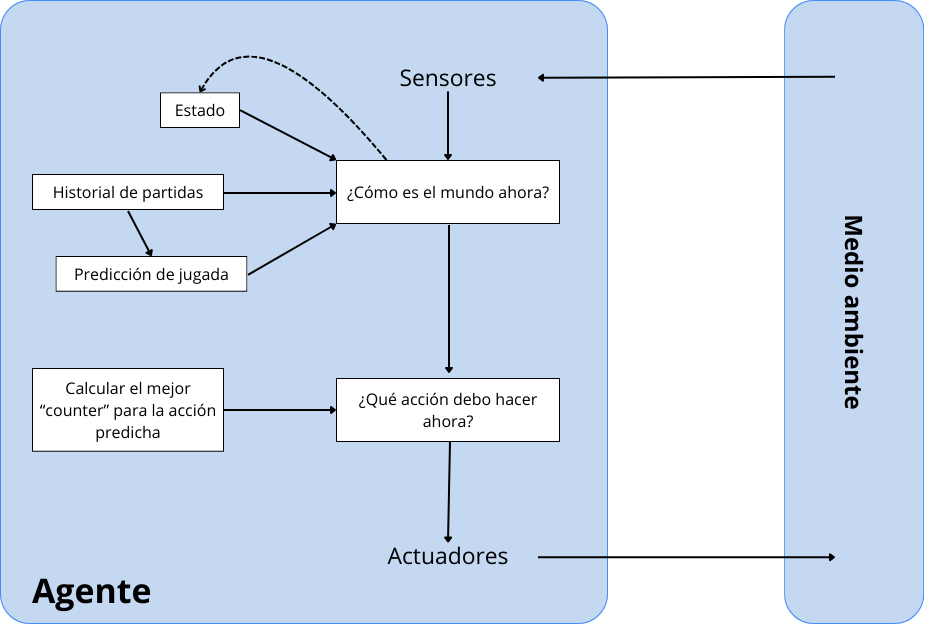 Sensores
Estado
Historial de partidas
¿Cómo es el mundo ahora?
Predicción de jugada
Calcular el mejor
“counter” para la acción
predicha
¿Qué acción debo hacer
ahora?
Actuadores
Agente
Medio ambiente